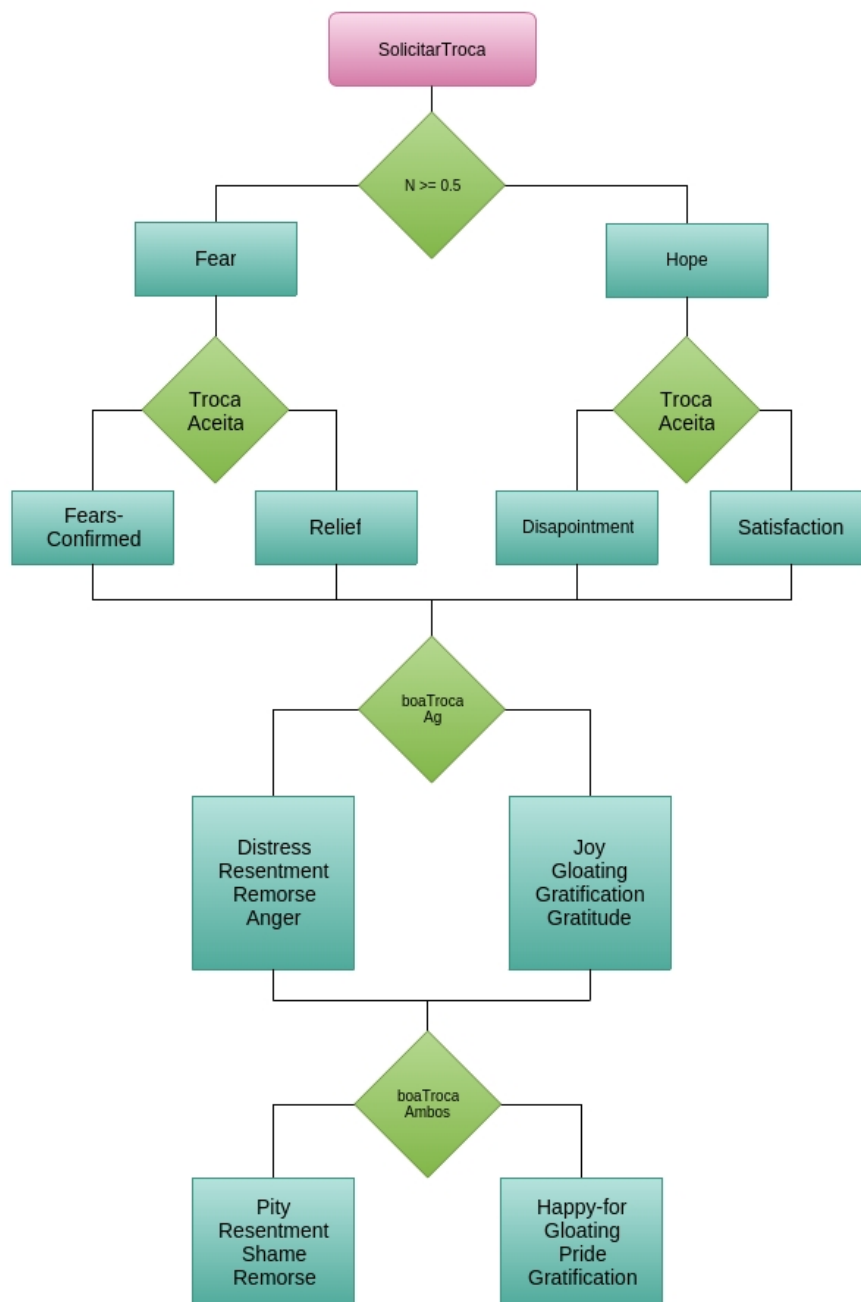 SolicitarTroca
N >= 0.5
Fear
Hope
Troca
Aceita
Troca
Aceita
Fears-
Confirmed
Relief
Disapointment
Satisfaction
boaTroca
Ag
Distress
Resentment
Remorse
Anger
Joy
Gloating
Gratification
Gratitude
boaTroca
Ambos
Pity
Resentment
Shame
Remorse
Happy-for
Gloating
Pride
Gratification